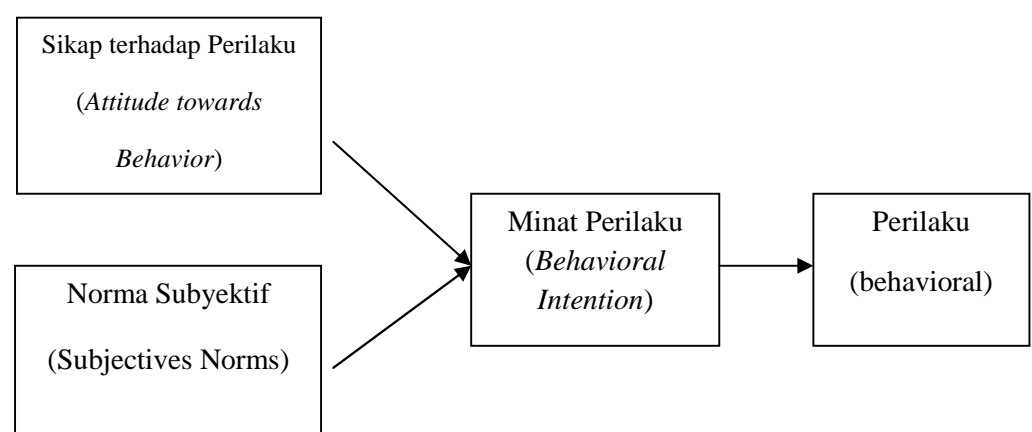 Sikap terhadap Perilaku
(Attitude towards
Behavior)
Norma Subyektif
(Subjectives Norms)
Minat Perilaku
(Behavioral
Intention)
Perilaku
(behavioral)